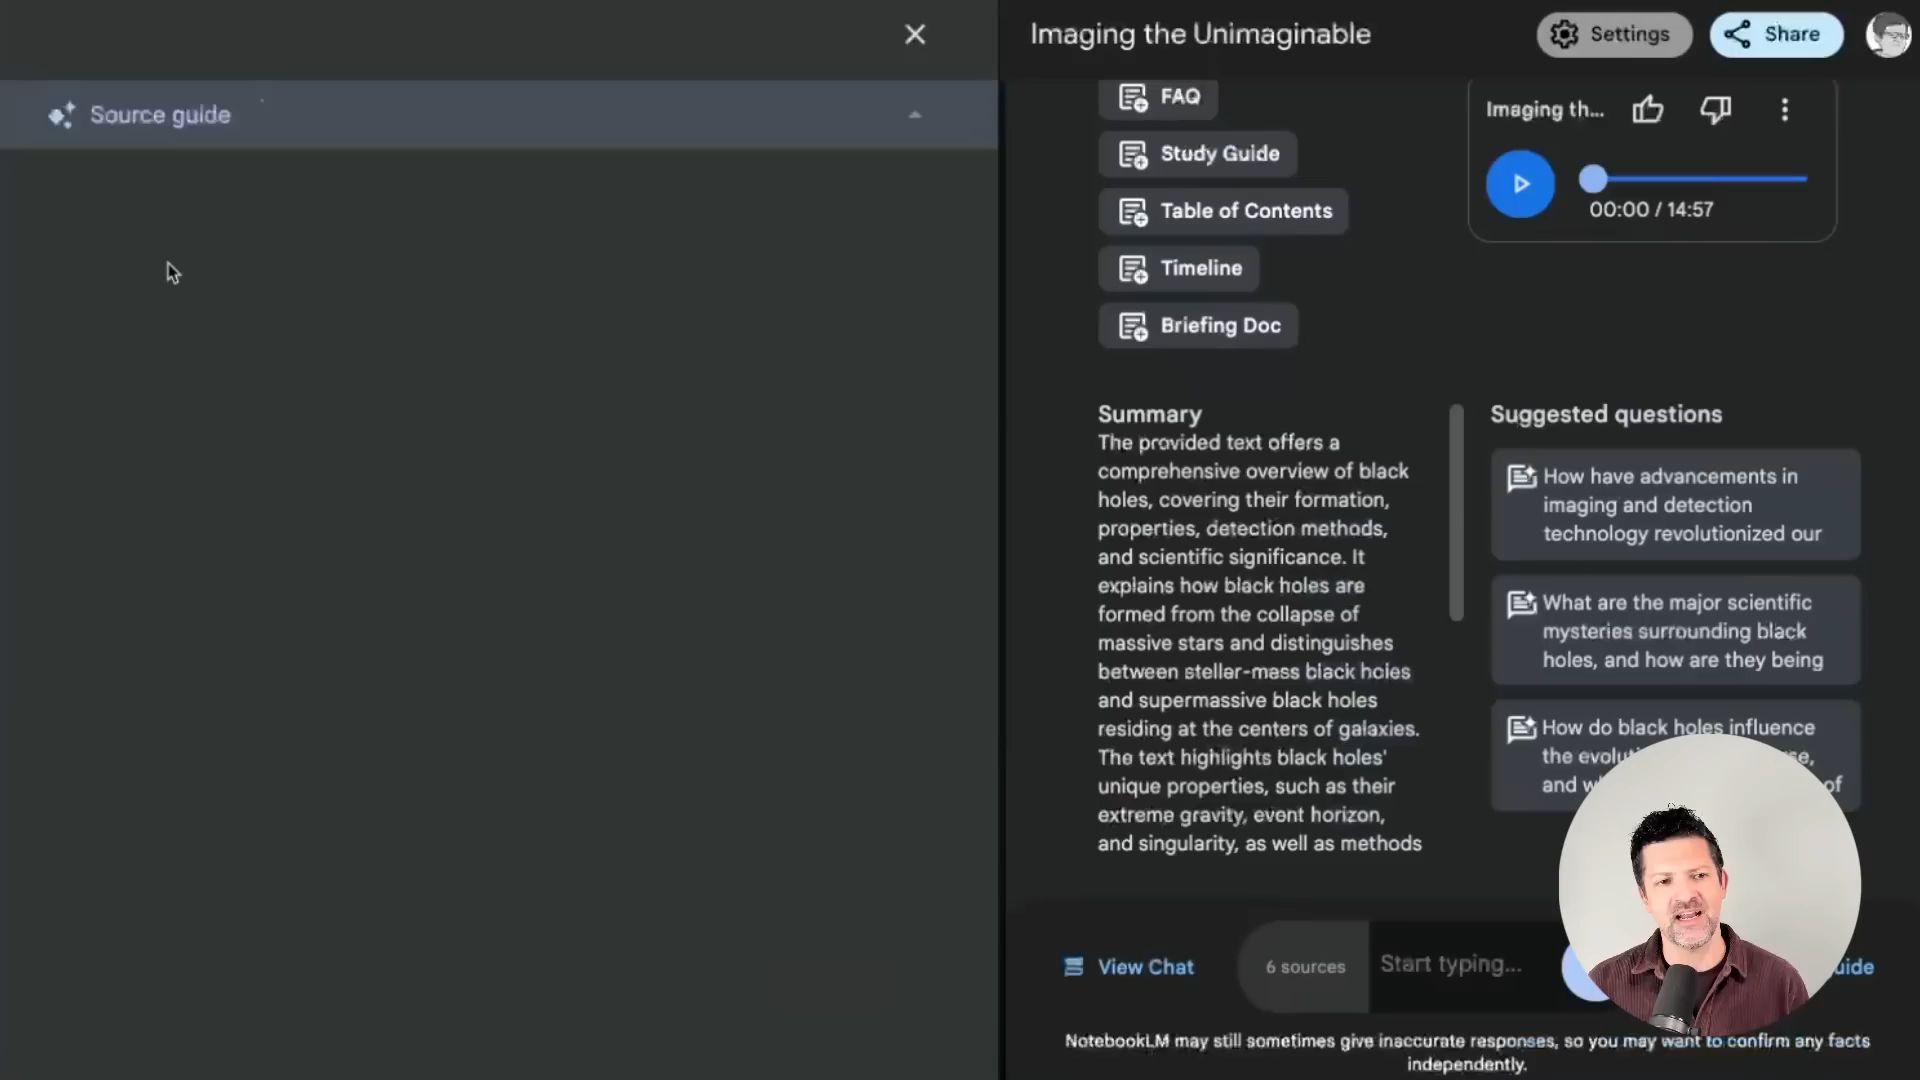 Imaging the Unimaginable
Settings
Share
Source guide
FAQ
Study Guide
Table of Contents
Timeline
Briefing Doc
Imaging th...
00:00 / 14:57
Summary
The provided text offers a
comprehensive overview of black
holes, covering their formation,
properties, detection methods,
and scientific significance. It
explains how black holes are
formed from the collapse of
massive stars and distinguishes
between stellar-mass black holes
and supermassive black holes
residing at the centers of galaxies.
The text highlights black holes'
unique properties, such as their
extreme gravity, event horizon,
and singularity, as well as methods
Suggested questions
How have advancements in
imaging and detection
technology revolutionized our
What are the major scientific
mysteries surrounding black
holes, and how are they being
How do black holes influence
the
and of
View Chat
6 sources
Start typing...
NotebookLM may still sometimes give inaccurate responses, so you may want to confirm any facts
independently.